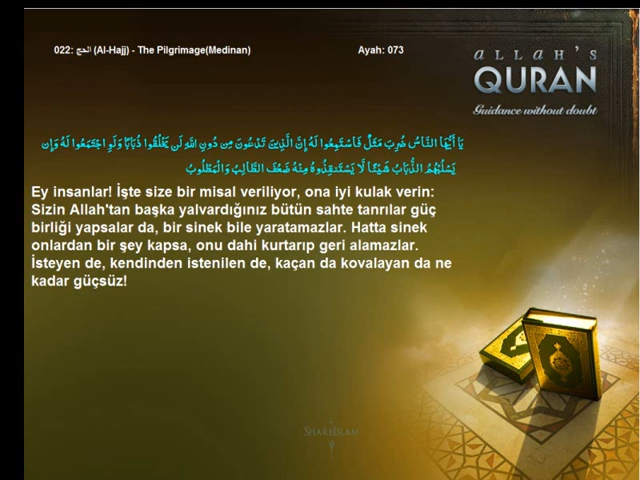 022: الحج (Al-Hajj) - The Pilgrimage(Medinan) Ayah: 073
ALLAH'S
QURAN
Guidance without doubt
يَا أَيُّهَا النَّاسُ ضُرِبَ مَثَلٌ فَاسْتَمِعُوا لَهُ إِنَّ الَّذِينَ تَدْعُونَ مِن دُونِ اللَّهِ لَن يَخْلُقُوا ذُبَابًا وَلَوِ اجْتَمَعُوا لَهُ وَإِن
يَسْلُبْهُمُ الذُّبَابُ شَيْئًا لَّا يَسْتَنقِذُوهُ مِنْهُ ضَعُفَ الطَّالِبُ وَالْمَطْلُوبُ
Ey insanlar! İşte size bir misal veriliyor, ona iyi kulak verin:
Sizin Allah'tan başka yalvardığınız bütün sahte tanrılar güç
birliği yapsalar da, bir sinek bile yaratamazlar. Hatta sinek
onlardan bir şey kapsa, onu dahi kurtarıp geri alamazlar.
İsteyen de, kendinden istenilen de, kaçan da kovalayan da ne
kadar güçsüz!
SHAREISLAM